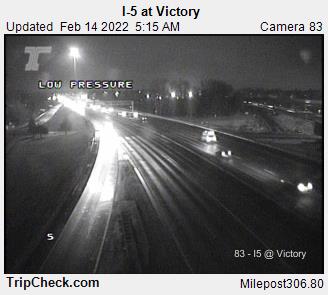 I-5 at Victory
Updated Feb 14 2022 5:15 AM Camera 83
T
LOW PRESSURE
S
83 - I5 @ Victory
TripCheck.com Milepost306.80